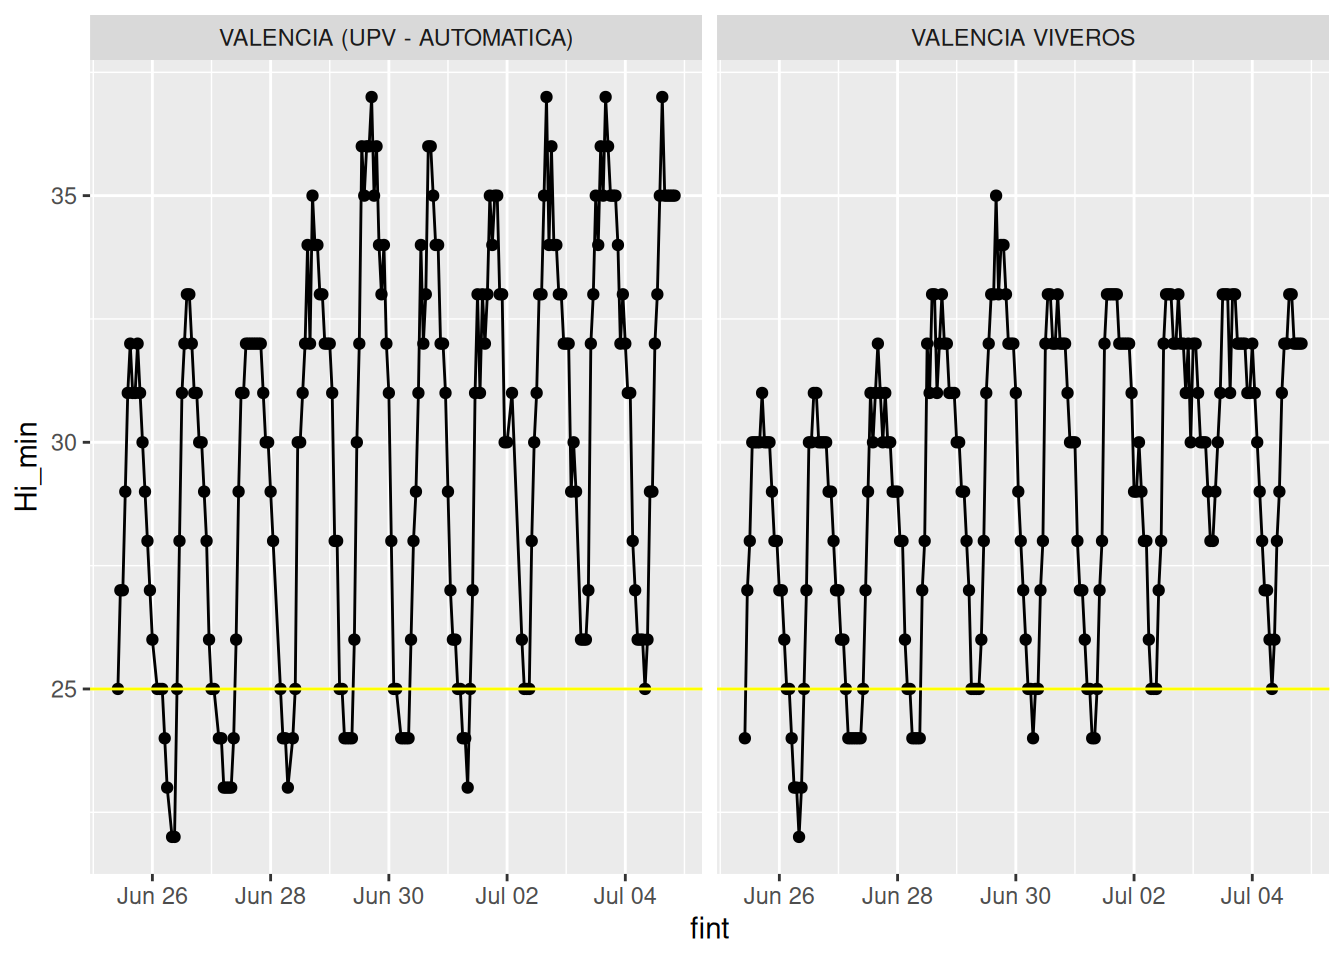 VALENCIA (UPV - AUTOMATICA)
VALENCIA VIVEROS
Hi_min
35
30
25
Jun 26 Jun 28 Jun 30 Jul 02 Jul 04
Jun 26 Jun 28 Jun 30 Jul 02 Jul 04
fint